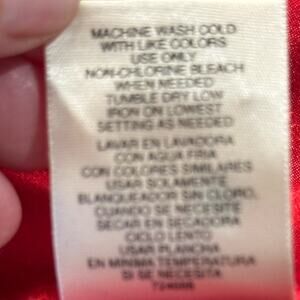 MACHINE WASH COLD
WITH LIKE COLORS
USE ONLY
NON-CHLORINE BLEACH
WHEN NEEDED
TUMBLE DRY LOW
IRON ON LOWEST
SETTING AS NEEDED
LAVAR EN LAVADORA
CON AGUA FRIA
CON COLORES SIMILARES
USAR SOLAMENTE
BLANQUEADOR SIN CLORO,
CUANDO SE NECESITE
SECAR EN SECADORA
CICLO LENTO
USAR PLANCHA
EN MINIMA TEMPERATURA
SI SE NECESITA